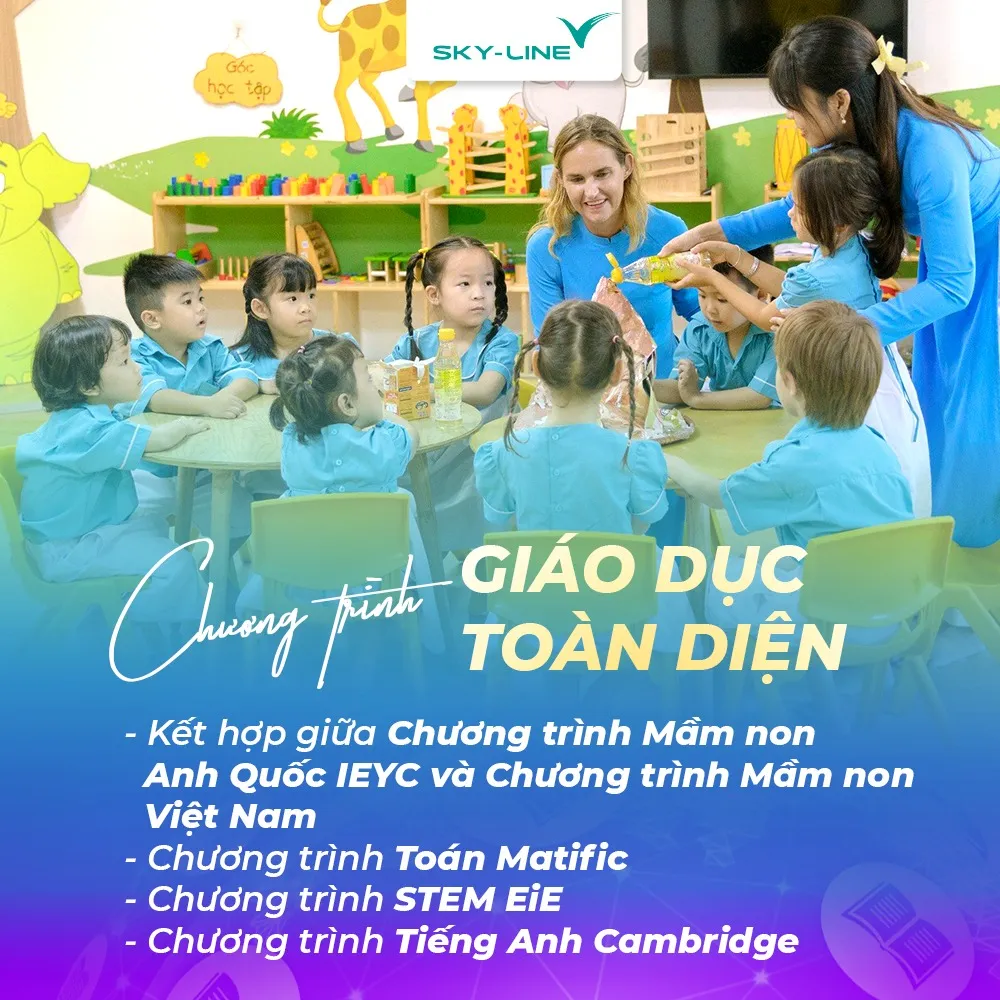 SKY-LINE
Góc
học tập
Chương trình GIÁO DỤC
TOÀN DIỆN
- Kết hợp giữa Chương trình Mầm non
Anh Quốc IEYC và Chương trình Mầm non
Việt Nam
- Chương trình Toán Matific
- Chương trình STEM EiE
- Chương trình Tiếng Anh Cambridge